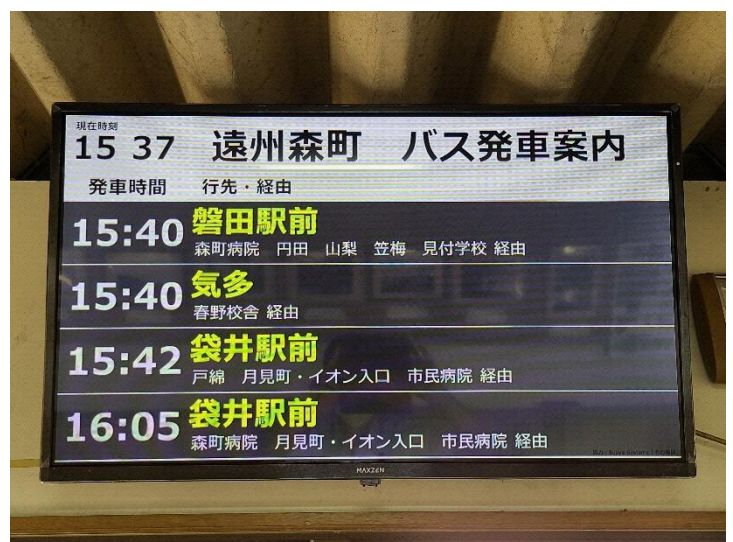 現在時刻
15 37 遠州森町 バス発車案内
発車時間 行先・経由
15:40 磐田駅前
森町病院 円田 山梨 笠梅 見付学校 経由
15:40 気多
春野校舎 経由
15:42 袋井駅前
戸綿 月見町・イオン入口 市民病院 経由
16:05 袋井駅前
森町病院 月見町・イオン入口 市民病院 経由
MAXZEN